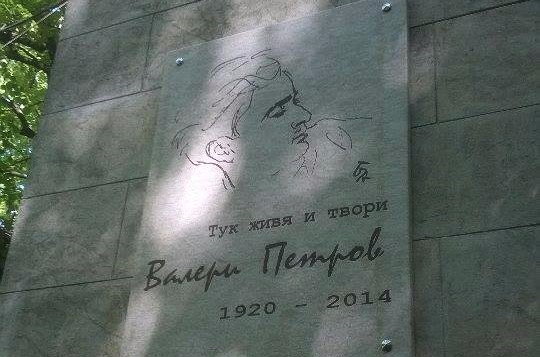 Тук живя и твори
Валери Петров
1920 - 2014